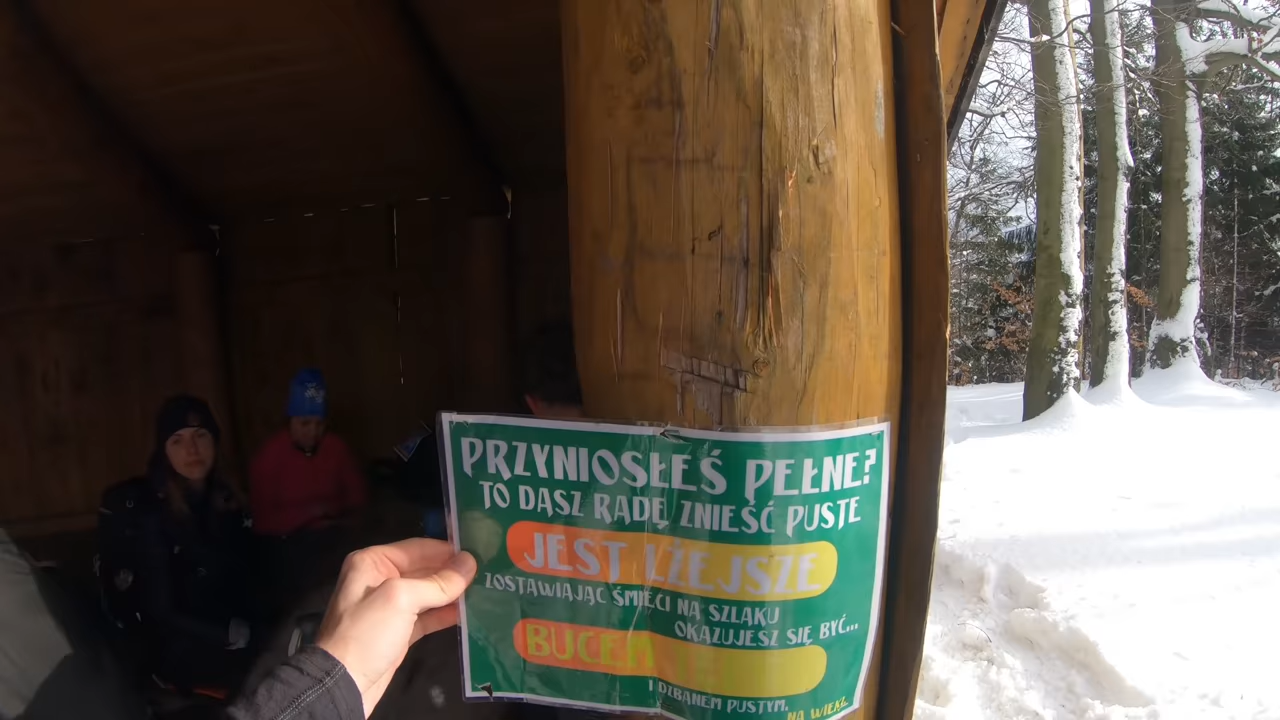 PRZYNIOSŁEŚ PEŁNE?
TO DASZ RADĘ ZNIEŚĆ PUSTE
JEST LŻEJSZE
ZOSTAWIAJĄC ŚMIECI NA SZLAKU
OKAZUJESZ SIĘ BYĆ...
BUCEM
I DZBANEM PUSTYM.
NA WIEKI